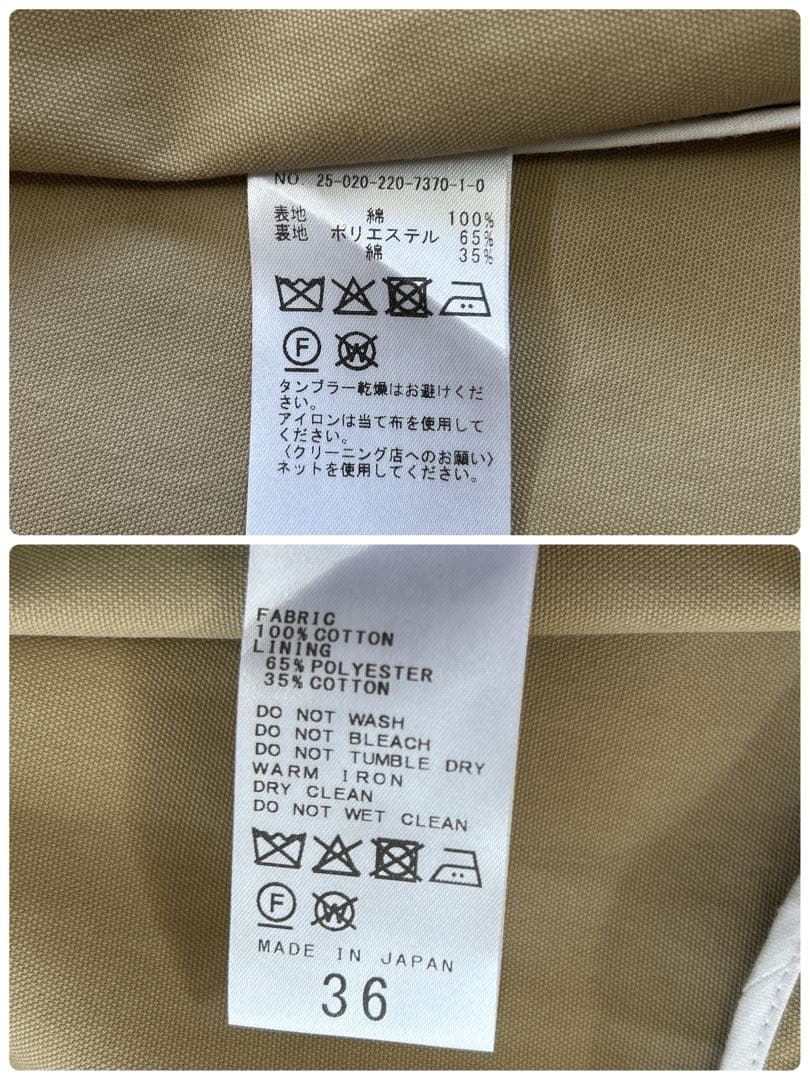 NO. 25-020-220-7370-1-0
表地 綿 100%
裏地 ポリエステル 65%
綿 35%
F W
タンブラー乾燥はお避けくだ
さい。
アイロンは当て布を使用して
ください。
〈クリーニング店へのお願い〉
ネットを使用してください。
FABRIC
100%COTTON
LINING
65%POLYESTER
35%COTTON
DO NOT WASH
DO NOT BLEACH
DO NOT TUMBLE DRY
WARM IRON
DRY CLEAN
DO NOT WET CLEAN
F W
MADE IN JAPAN
36